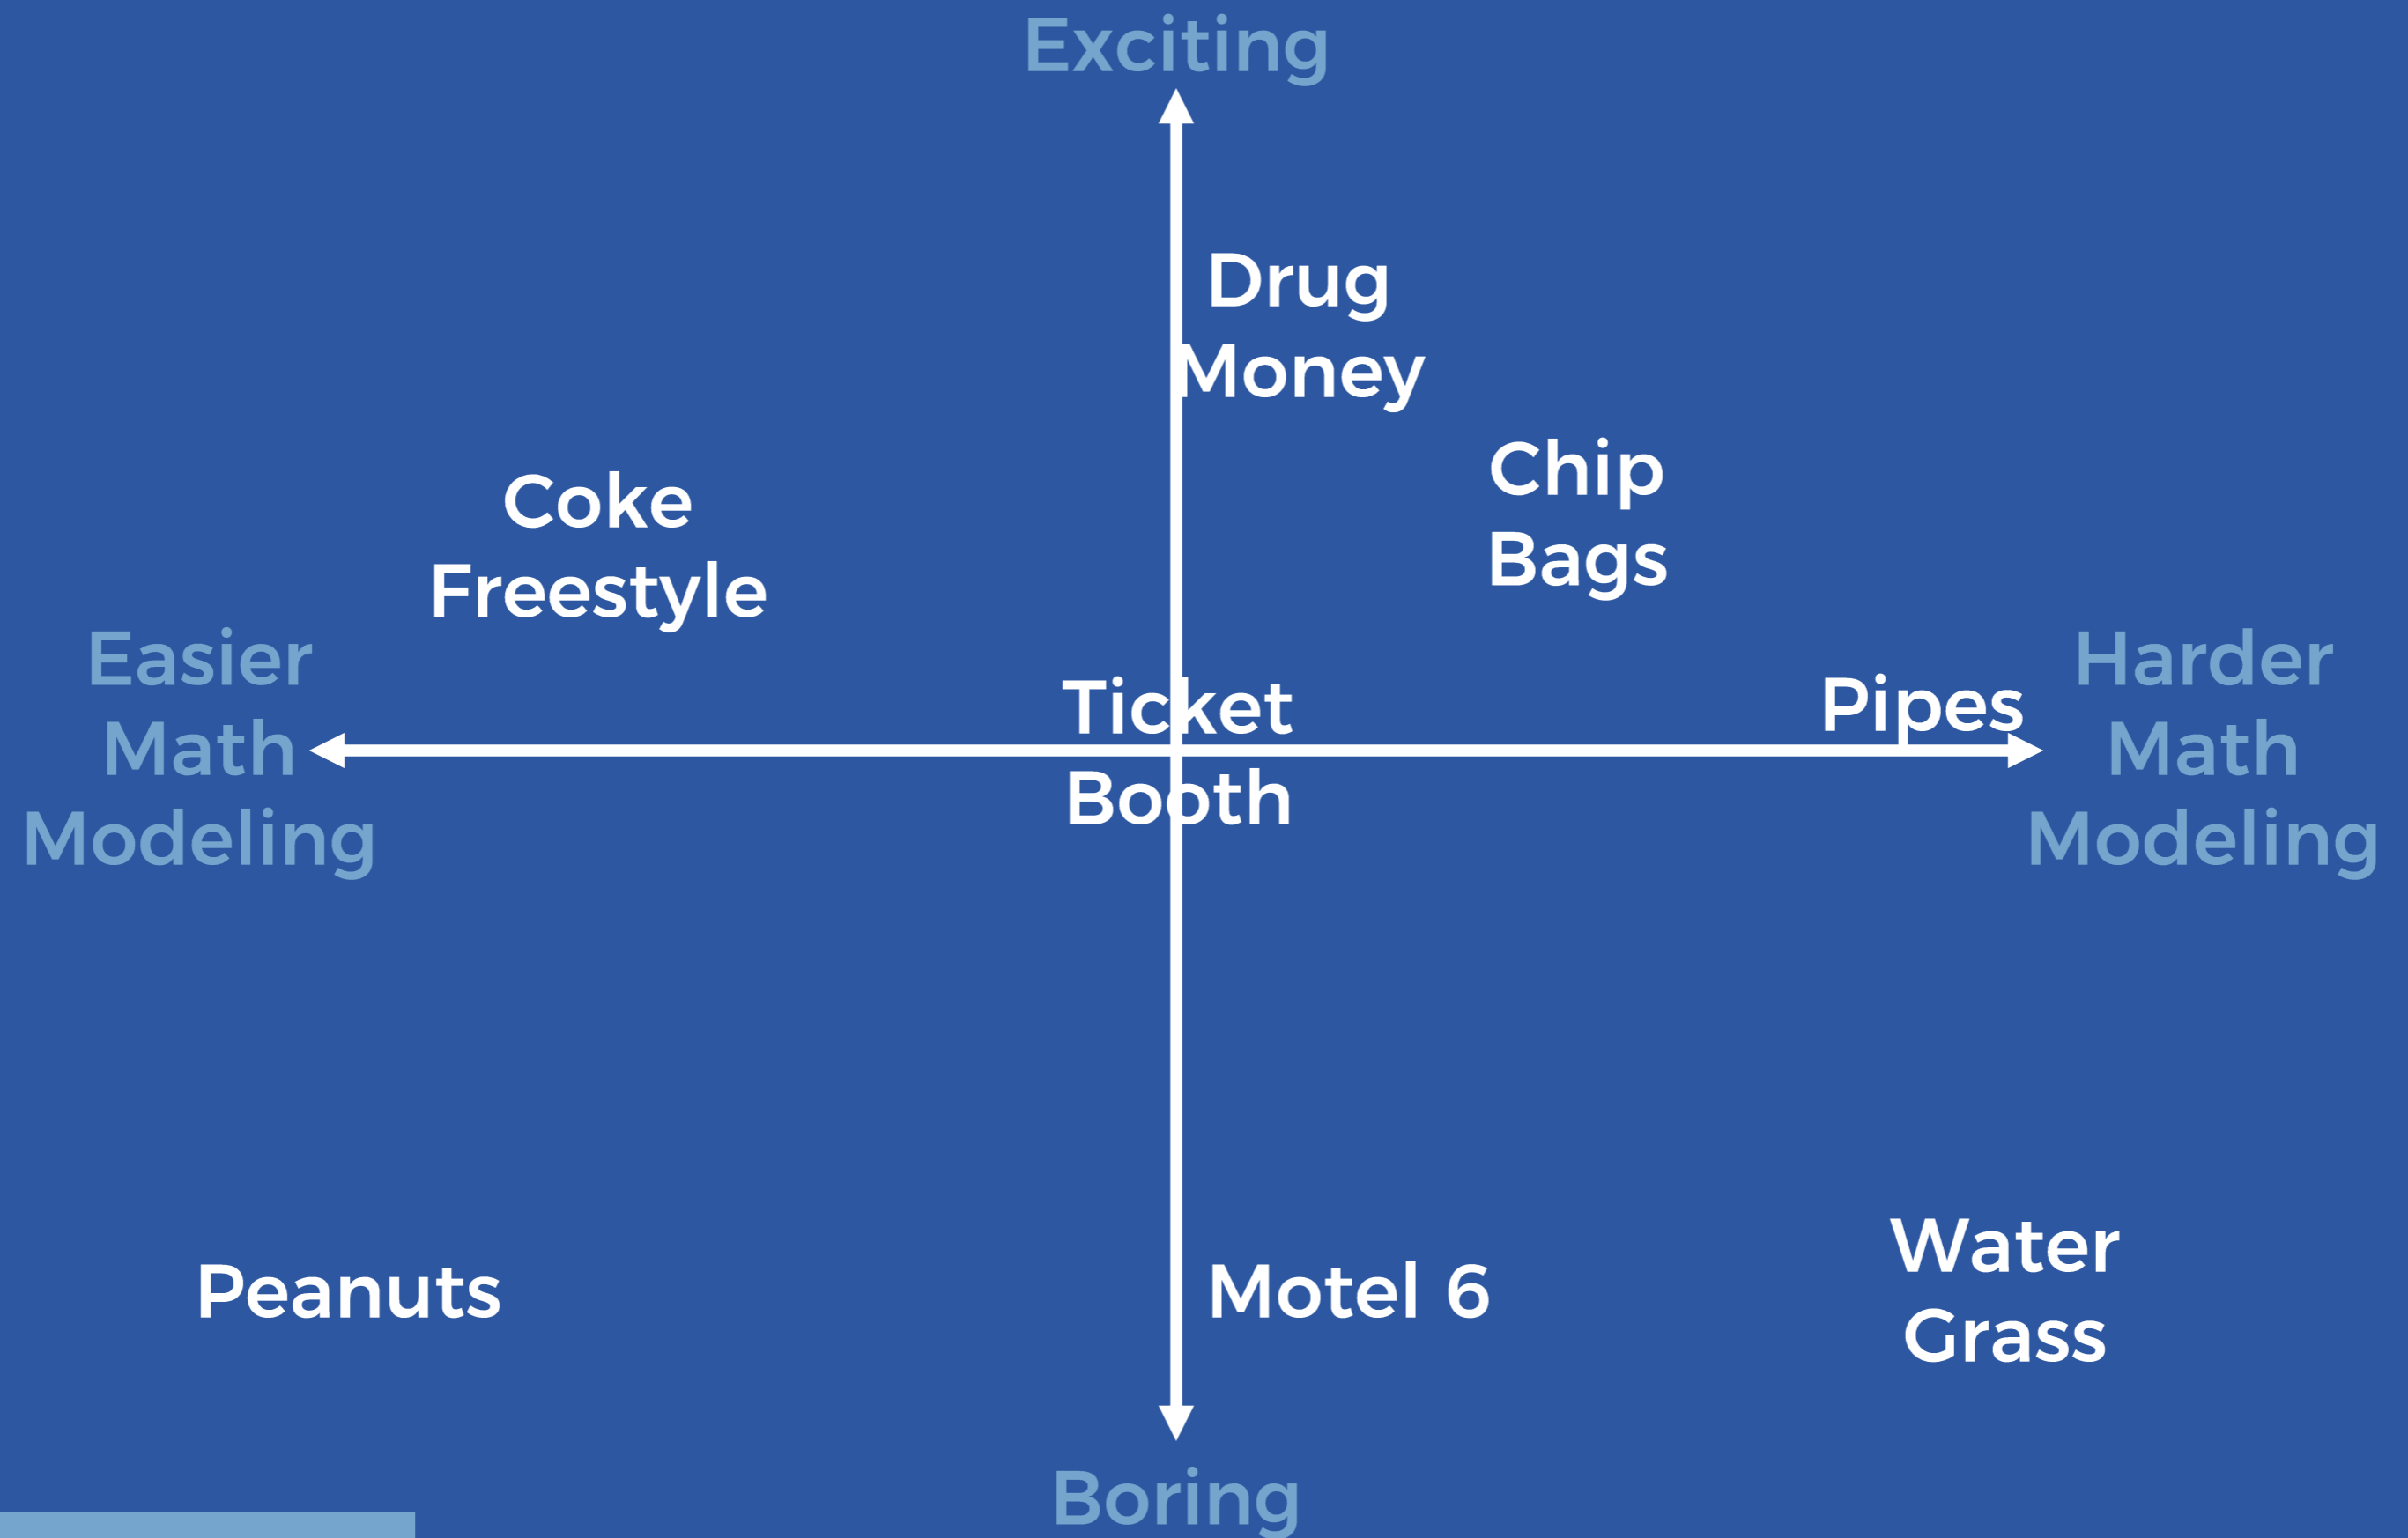 Exciting
Drug
Money
Chip
Bags
Coke
Freestyle
Easier
Math
Modeling
Ticket
Booth
Pipes
Harder
Math
Modeling
Peanuts
Motel 6
Water
Grass
Boring